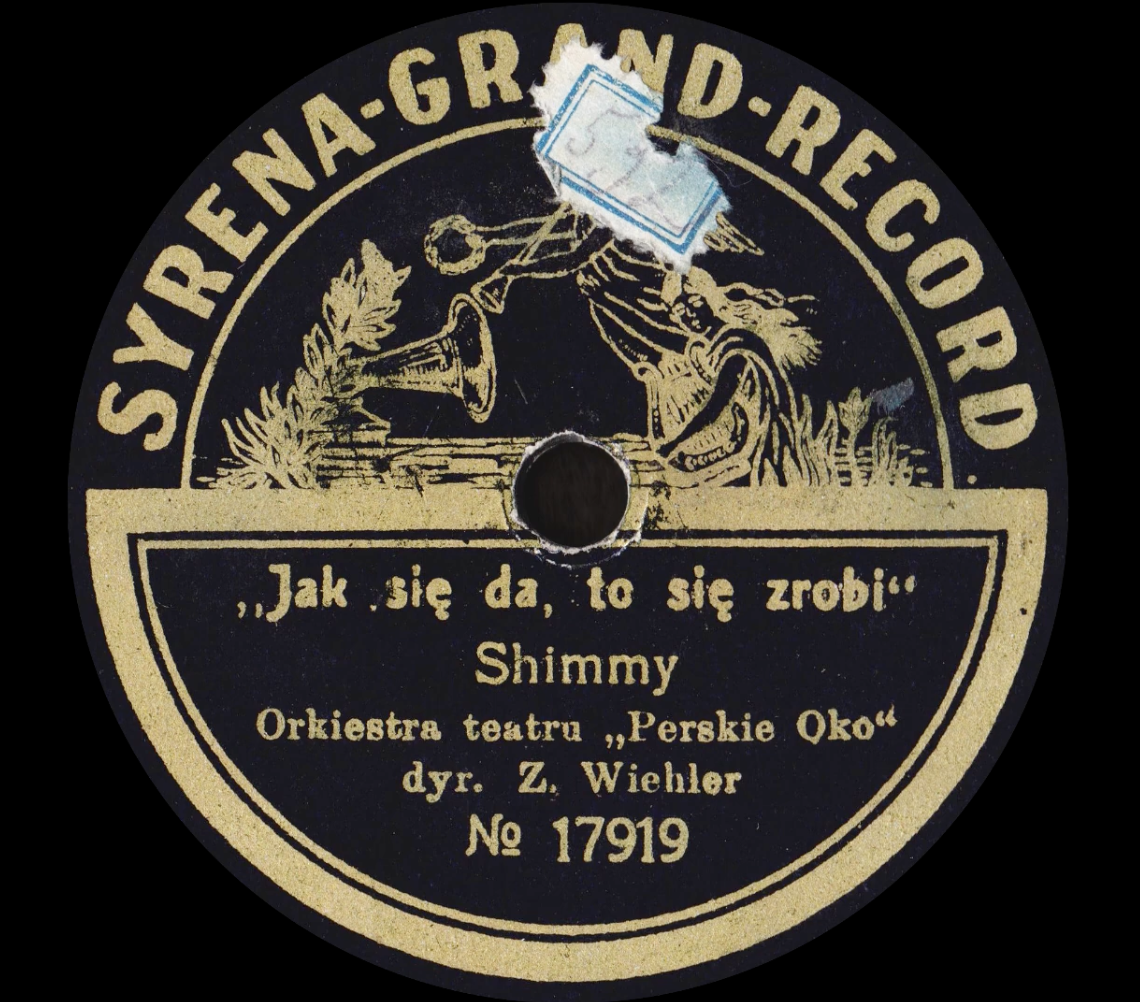 SYRENA-GRAND-RECORD
„Jak się da, to się zrobi“
Shimmy
Orkiestra teatru „Perskie Oko“
dyr. Z. Wiehler
№ 17919